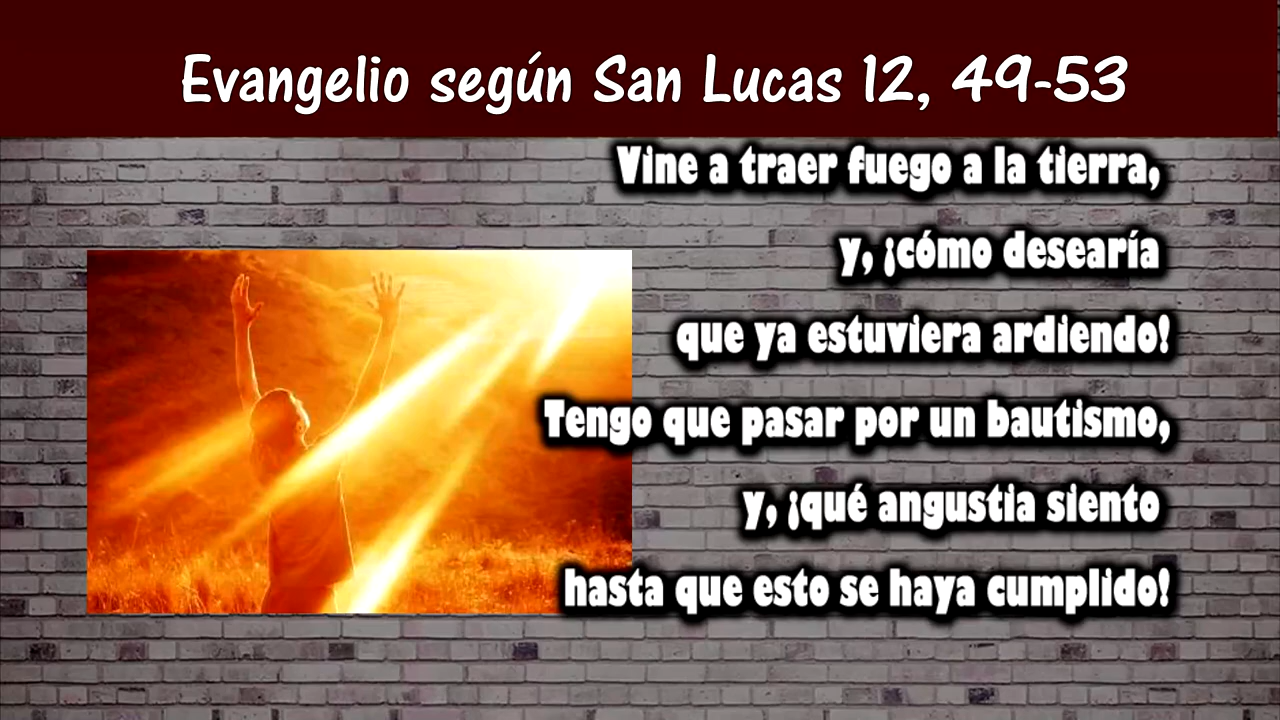 Evangelio según San Lucas 12, 49-53
Vine a traer fuego a la tierra,
y, ¡cómo desearía
que ya estuviera ardiendo!
Tengo que pasar por un bautismo,
y, ¡qué angustia siento
hasta que esto se haya cumplido!